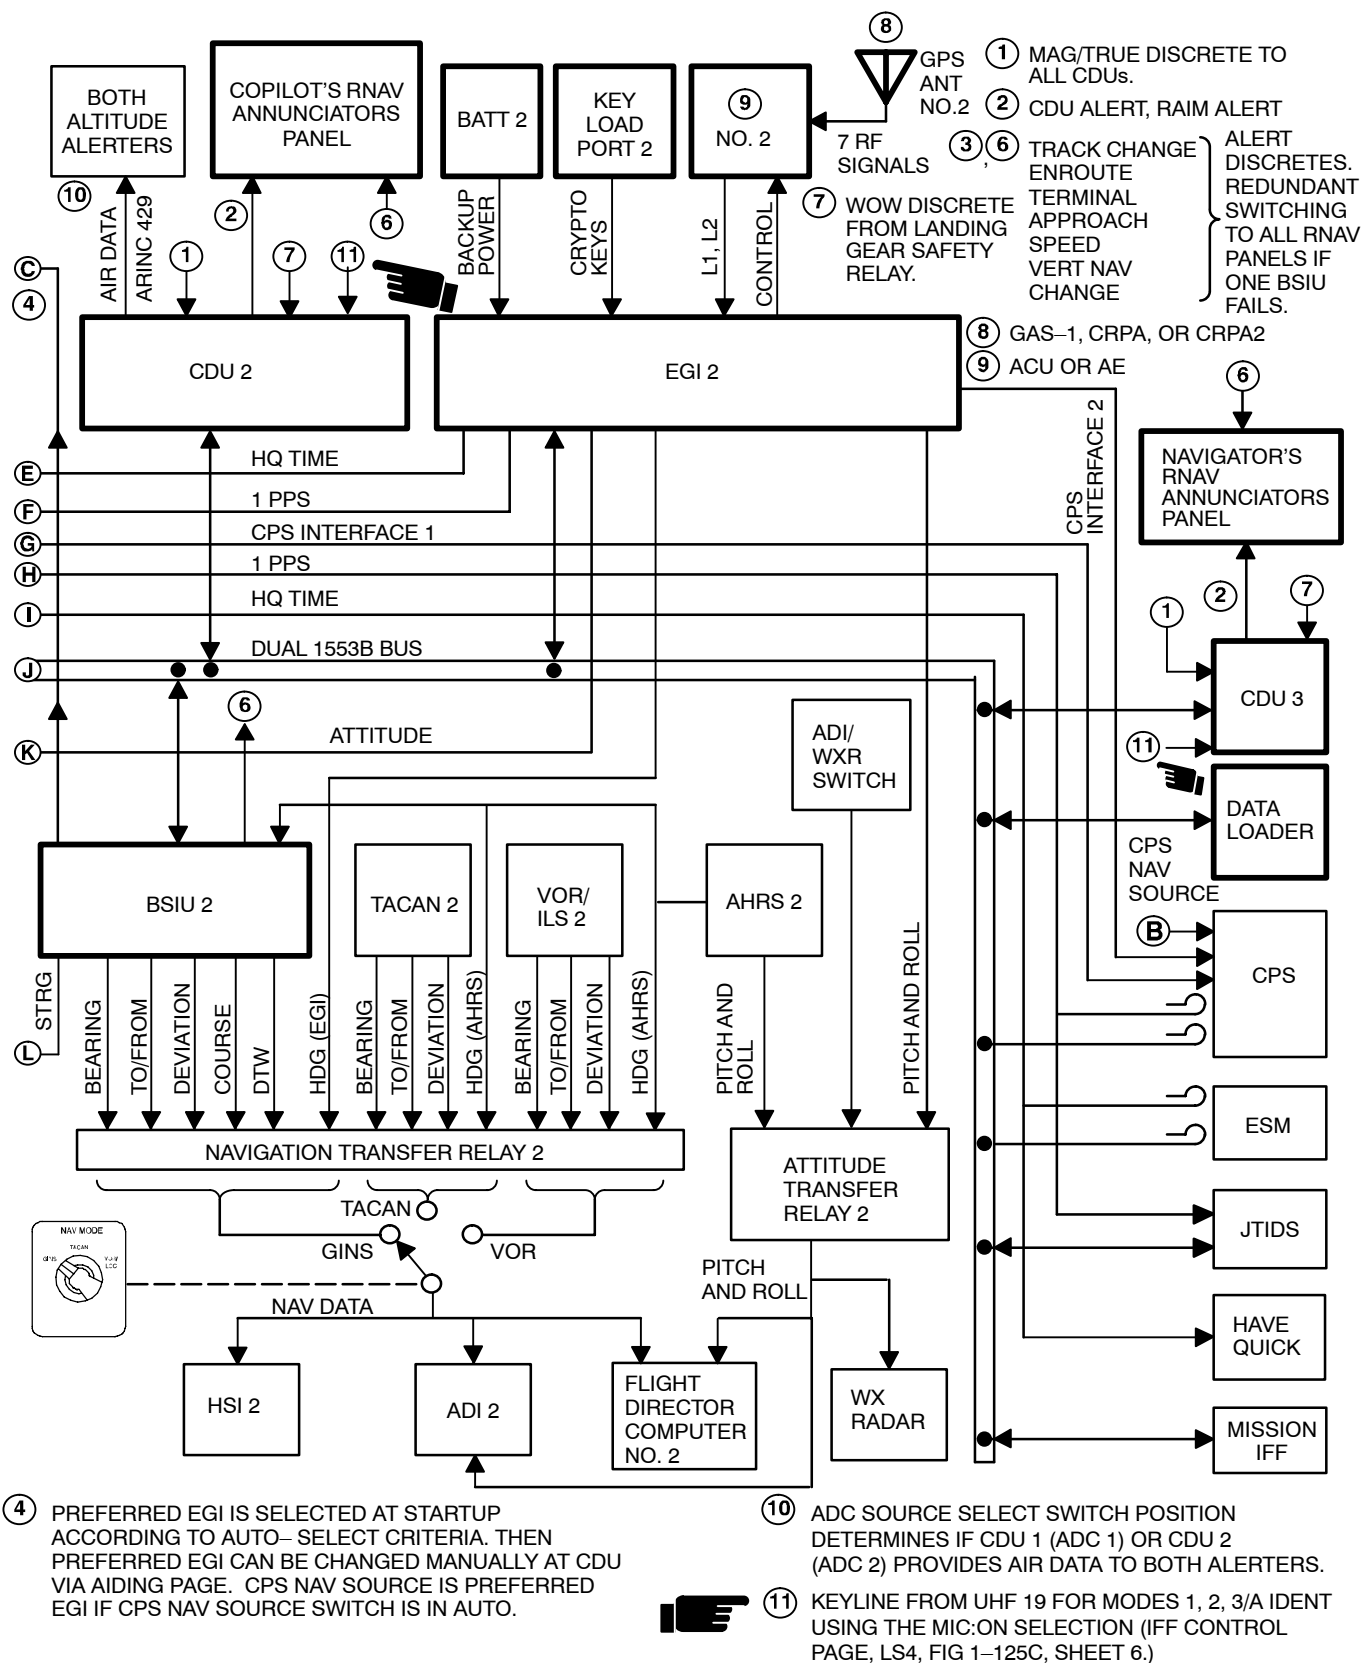 8
BOTH
ALTITUDE
ALERTERS
COPILOT'S RNAV
ANNUNCIATORS
PANEL
BATT 2
KEY
LOAD
PORT 2
9
NO. 2
GPS
ANT
NO.2
7 RF
SIGNALS
1 MAG/TRUE DISCRETE TO
ALL CDUs.
2 CDU ALERT, RAIM ALERT
3 , 6 TRACK CHANGE
ENROUTE
TERMINAL
APPROACH
SPEED
VERT NAV
CHANGE
ALERT
DISCRETES.
REDUNDANT
SWITCHING
TO ALL RNAV
PANELS IF
ONE BSIU
FAILS.
7 WOW DISCRETE
FROM LANDING
GEAR SAFETY
RELAY.
8 GAS–1, CRPA, OR CRPA2
9 ACU OR AE
10
AIR DATA
ARINC 429
2
6
1
7
11
BACKUP
POWER
CRYPTO
KEYS
L1, L2
CONTROL
C
4
CDU 2
EGI 2
CPS
INTERFACE 2
6
NAVIGATOR'S
RNAV
ANNUNCIATORS
PANEL
E
HQ TIME
F
1 PPS
G
CPS INTERFACE 1
H
1 PPS
I
HQ TIME
J
DUAL 1553B BUS
K
ATTITUDE
6
1
2
7
CDU 3
11
ADI/
WXR
SWITCH
DATA
LOADER
CPS
NAV
SOURCE
B
CPS
BSIU 2
TACAN 2
VOR/
ILS 2
AHRS 2
L
STRG
BEARING
TO/FROM
DEVIATION
COURSE
DTW
HDG (EGI)
BEARING
TO/FROM
DEVIATION
HDG (AHRS)
BEARING
TO/FROM
DEVIATION
HDG (AHRS)
PITCH AND
ROLL
PITCH AND ROLL
ESM
NAVIGATION TRANSFER RELAY 2
ATTITUDE
TRANSFER
RELAY 2
JTIDS
TACAN
GINS
VOR
NAV MODE
TACAN
GINS
VOR/
LOC
PITCH
AND ROLL
NAV DATA
HAVE
QUICK
HSI 2
ADI 2
FLIGHT
DIRECTOR
COMPUTER
NO. 2
WX
RADAR
MISSION
IFF
4 PREFERRED EGI IS SELECTED AT STARTUP
ACCORDING TO AUTO– SELECT CRITERIA. THEN
PREFERRED EGI CAN BE CHANGED MANUALLY AT CDU
VIA AIDING PAGE. CPS NAV SOURCE IS PREFERRED
EGI IF CPS NAV SOURCE SWITCH IS IN AUTO.
10 ADC SOURCE SELECT SWITCH POSITION
DETERMINES IF CDU 1 (ADC 1) OR CDU 2
(ADC 2) PROVIDES AIR DATA TO BOTH ALERTERS.
11 KEYLINE FROM UHF 19 FOR MODES 1, 2, 3/A IDENT
USING THE MIC:ON SELECTION (IFF CONTROL
PAGE, LS4, FIG 1–125C, SHEET 6.)